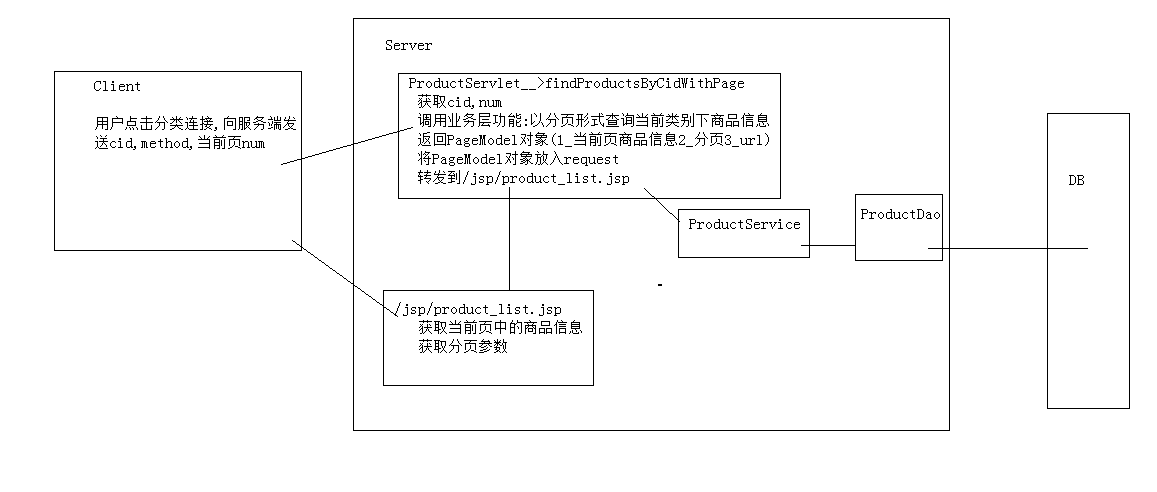 Server
Client
用户点击分类连接,向服务端发
送cid,method,当前页num
ProductServlet__>findProductsByCidWithPage
获取cid,num
调用业务层功能:以分页形式查询当前类别下商品信息
返回PageModel对象(1_当前页商品信息2_分页3_url)
将PageModel对象放入request
转发到/jsp/product_list.jsp
ProductService
ProductDao
DB
/jsp/product_list.jsp
获取当前页中的商品信息
获取分页参数